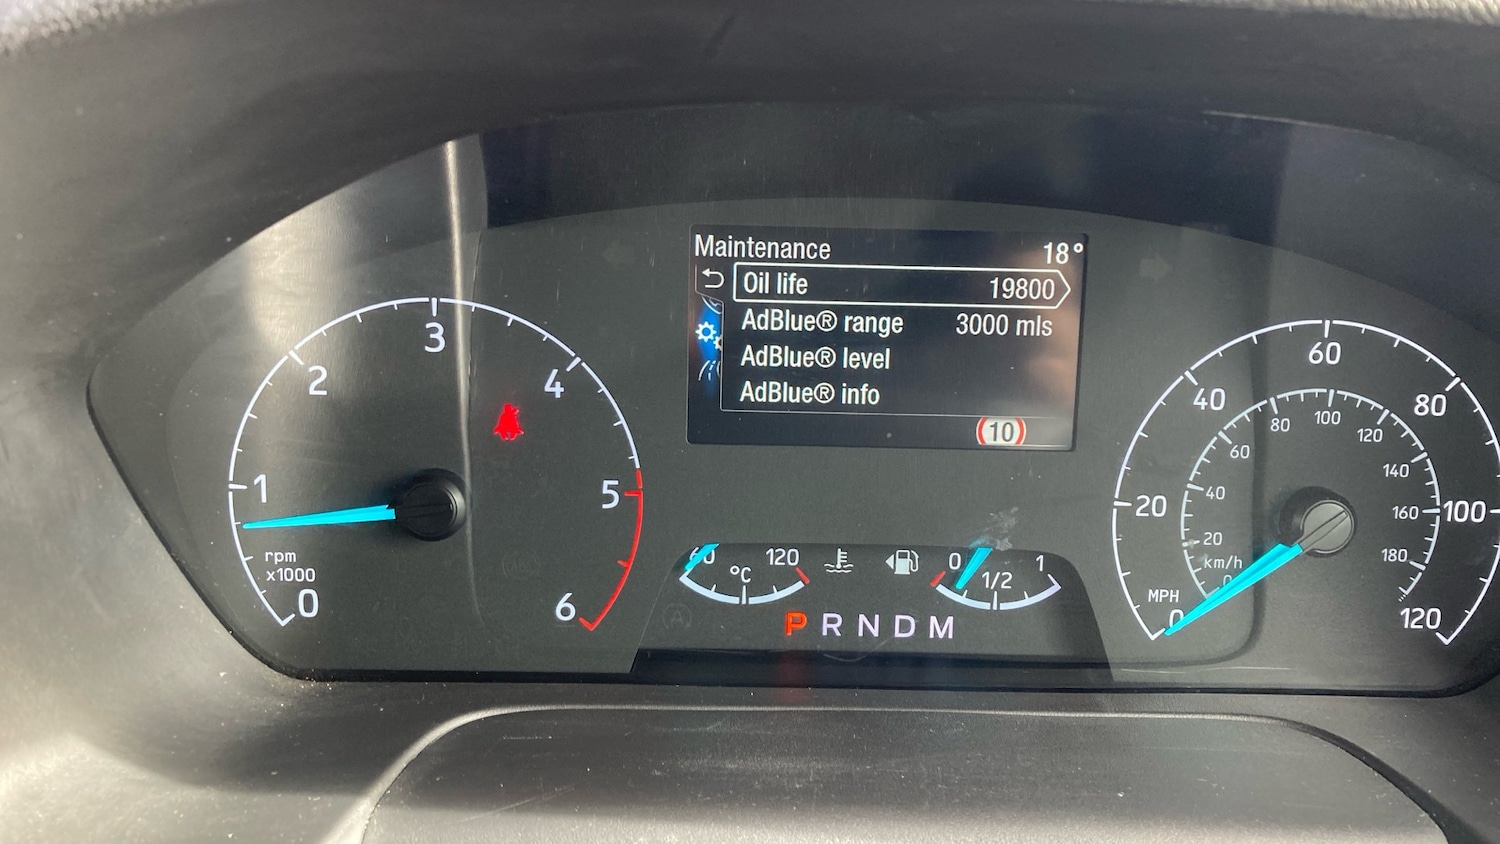 Maintenance 18°
Oil life 19800
AdBlue® range 3000 mls
AdBlue® level
AdBlue® info
10
0
1
2
3
4
5
6
rpm
x1000
60 120
°C
0 1/2 1
P R N D M
0
20
40
60
80
100
120
MPH
km/h
0
20
40
60
80
100
120
140
160
180